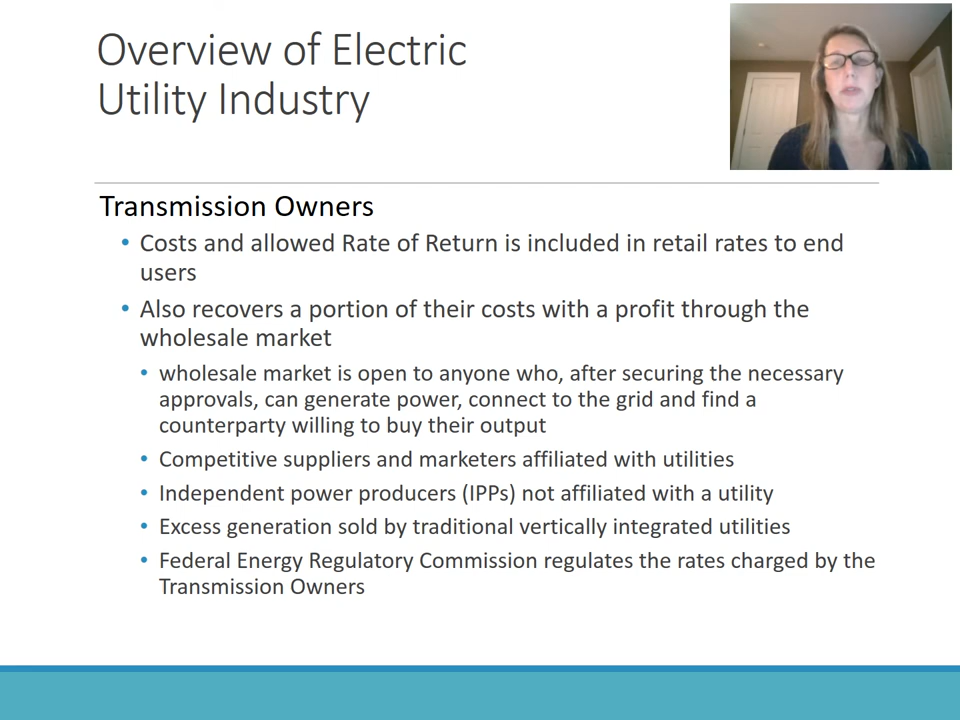 Overview of Electric
Utility Industry
Transmission Owners
• Costs and allowed Rate of Return is included in retail rates to end
users
• Also recovers a portion of their costs with a profit through the
wholesale market
• wholesale market is open to anyone who, after securing the necessary
approvals, can generate power, connect to the grid and find a
counterparty willing to buy their output
• Competitive suppliers and marketers affiliated with utilities
• Independent power producers (IPPs) not affiliated with a utility
• Excess generation sold by traditional vertically integrated utilities
• Federal Energy Regulatory Commission regulates the rates charged by the
Transmission Owners